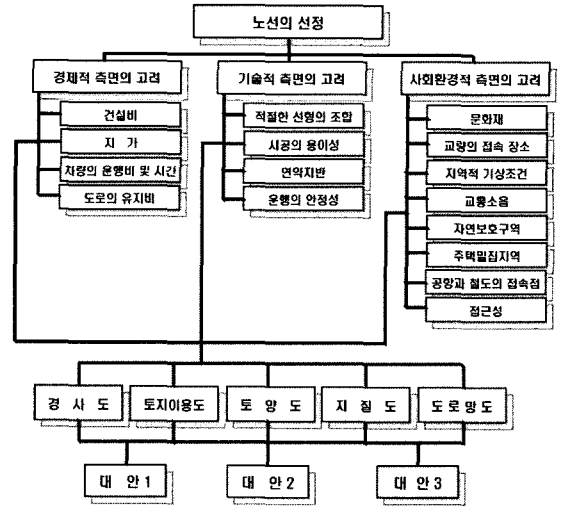 노선의 선정
경제적 측면의 고려
기술적 측면의 고려
사회환경적 측면의 고려
건설비
지 가
차량의 운행비 및 시간
도로의 유지비
적절한 선형의 조합
시공의 용이성
연약지반
운행의 안정성
문화재
교량의 접속 장소
지역적 기상조건
교통소음
자연보호구역
주택밀집지역
공항과 철도의 접속점
접근성
경 사 도
토지이용도
토 양 도
지 질 도
도로망도
대 안 1
대 안 2
대 안 3